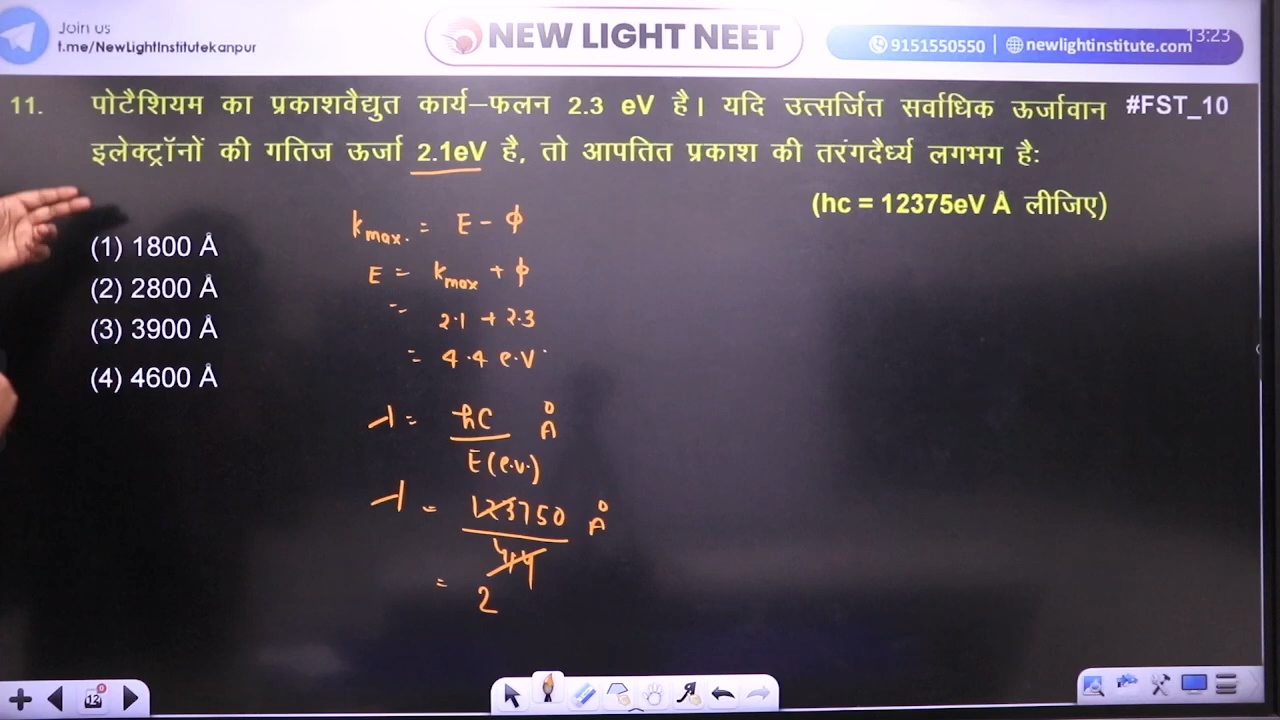 Join us
t.me/NewLightInstitutekanpur
NEW LIGHT NEET
9151550550 | newlightinstitute.com
13:23
11. पोटैशियम का प्रकाशवैद्युत कार्य–फलन 2.3 eV है। यदि उत्सर्जित सर्वाधिक ऊर्जावान #FST_10
इलेक्ट्रॉनों की गतिज ऊर्जा 2.1eV है, तो आपतित प्रकाश की तरंगदैर्ध्य लगभग है:
(hc = 12375eV Å लीजिए)
(1) 1800 Å
(2) 2800 Å
(3) 3900 Å
(4) 4600 Å
Kmax. = E - ϕ
E = Kmax + ϕ
= 2.1 + 2.3
= 4.4 e.V
λ = hC / E(e.v.) Å
λ = 123750 / 44 Å
= 2
12